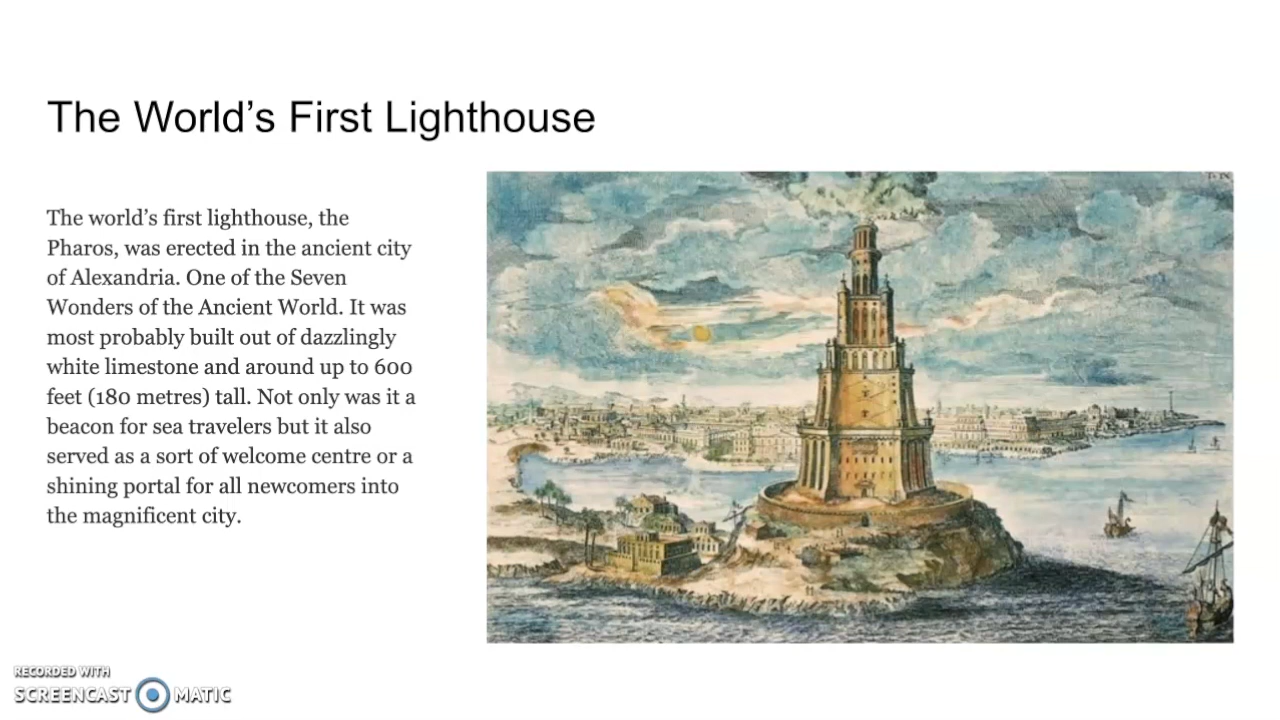 The World’s First Lighthouse
The world’s first lighthouse, the
Pharos, was erected in the ancient city
of Alexandria. One of the Seven
Wonders of the Ancient World. It was
most probably built out of dazzlingly
white limestone and around up to 600
feet (180 metres) tall. Not only was it a
beacon for sea travelers but it also
served as a sort of welcome centre or a
shining portal for all newcomers into
the magnificent city.
RECORDED WITH
SCREENCAST MATIC